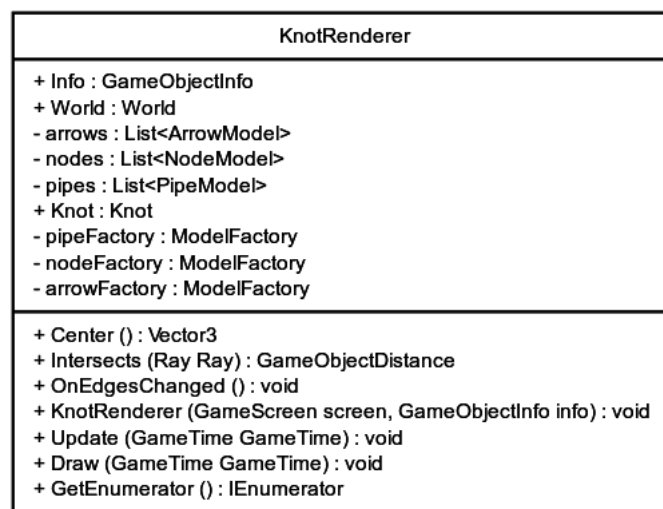 KnotRenderer
+ Info : GameObjectInfo
+ World : World
- arrows : List<ArrowModel>
- nodes : List<NodeModel>
- pipes : List<PipeModel>
+ Knot : Knot
- pipeFactory : ModelFactory
- nodeFactory : ModelFactory
- arrowFactory : ModelFactory
+ Center () : Vector3
+ Intersects (Ray Ray) : GameObjectDistance
+ OnEdgesChanged () : void
+ KnotRenderer (GameScreen screen, GameObjectInfo info) : void
+ Update (GameTime GameTime) : void
+ Draw (GameTime GameTime) : void
+ GetEnumerator () : IEnumerator